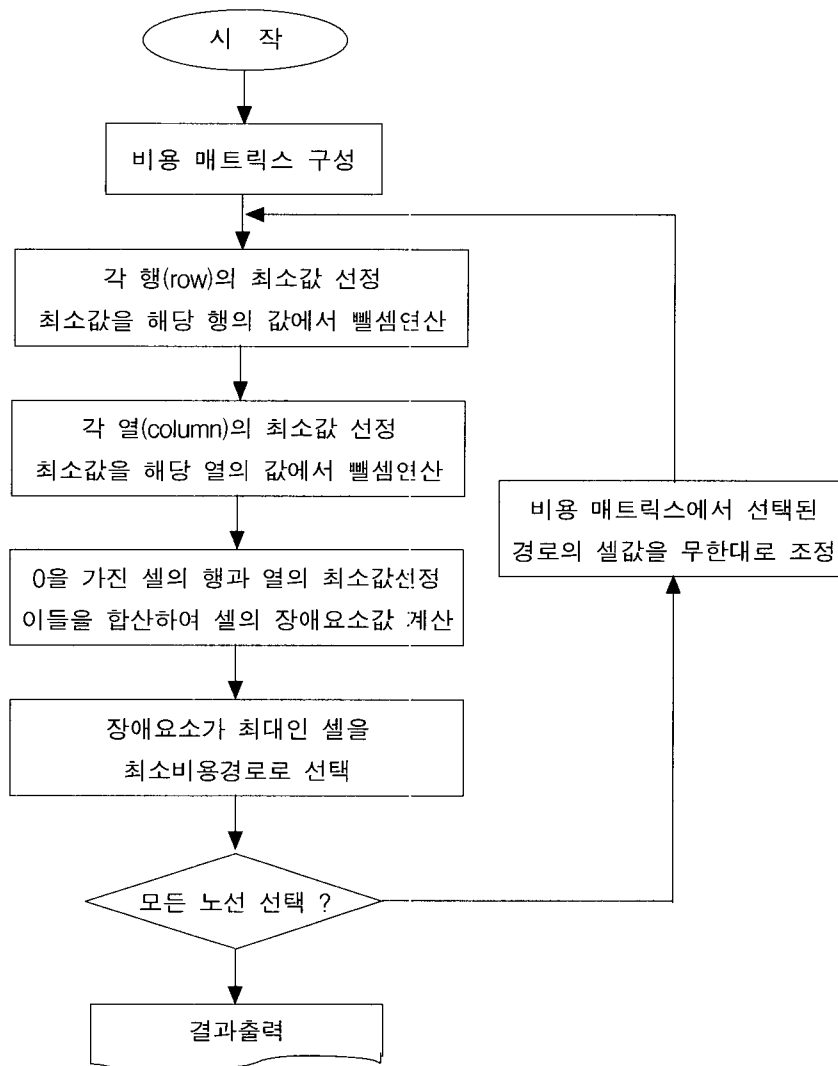 시 작
비용 매트릭스 구성
각 행(row)의 최소값 선정
최소값을 해당 행의 값에서 뺄셈연산
각 열(column)의 최소값 선정
최소값을 해당 열의 값에서 뺄셈연산
비용 매트릭스에서 선택된
경로의 셀값을 무한대로 조정
0을 가진 셀의 행과 열의 최소값선정
이들을 합산하여 셀의 장애요소값 계산
장애요소가 최대인 셀을
최소비용경로로 선택
모든 노선 선택 ?
결과출력